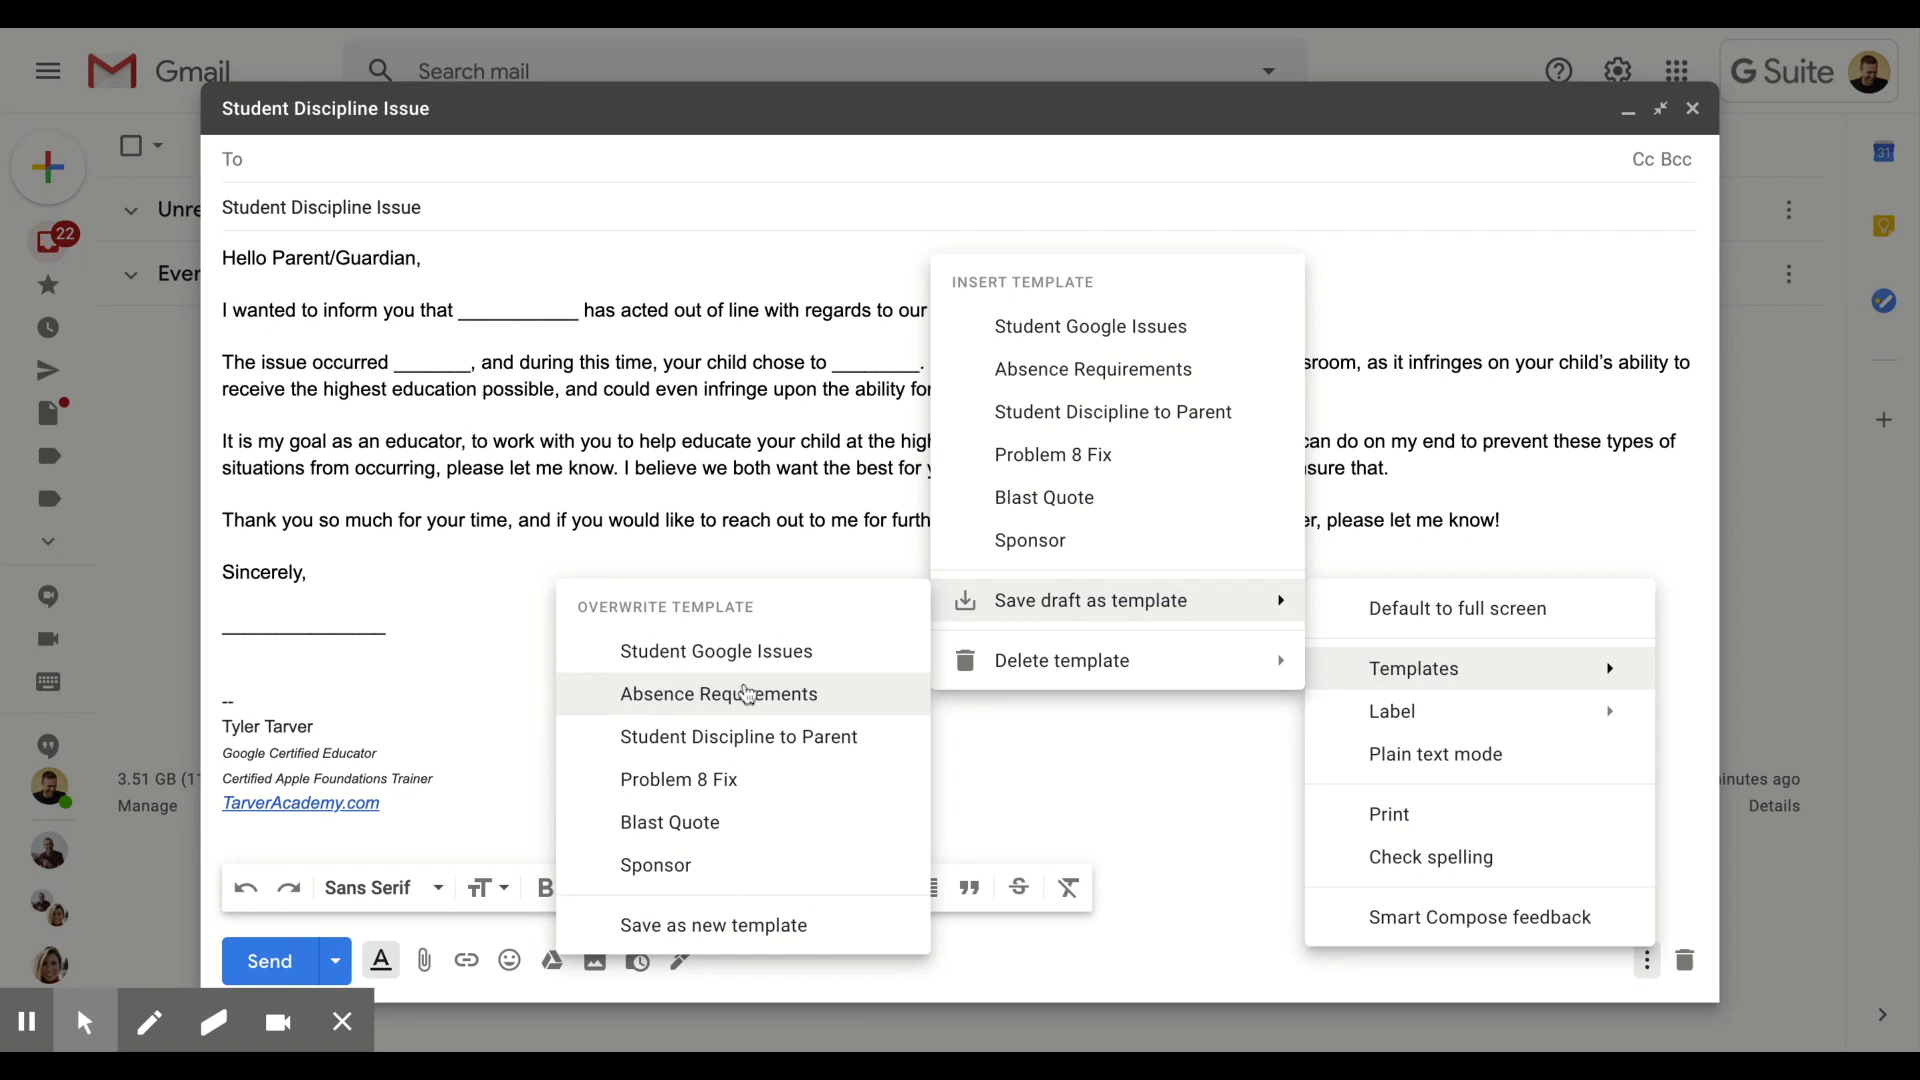 Gmail
Search mail
G Suite
Student Discipline Issue
To
Cc Bcc
31
Student Discipline Issue
Unre
22
Ever
Hello Parent/Guardian,
I wanted to inform you that ___________ has acted out of line with regards to our
The issue occurred _______, and during this time, your child chose to ________.
sroom, as it infringes on your child's ability to
receive the highest education possible, and could even infringe upon the ability for
It is my goal as an educator, to work with you to help educate your child at the high
can do on my end to prevent these types of
situations from occurring, please let me know. I believe we both want the best for y
sure that.
Thank you so much for your time, and if you would like to reach out to me for furth
er, please let me know!
Sincerely,
_______________
--
Tyler Tarver
Google Certified Educator
Certified Apple Foundations Trainer
TarverAcademy.com
3.51 GB (1
Manage
inutes ago
Details
INSERT TEMPLATE
Student Google Issues
Absence Requirements
Student Discipline to Parent
Problem 8 Fix
Blast Quote
Sponsor
Save draft as template
Delete template
OVERWRITE TEMPLATE
Student Google Issues
Absence Requirements
Student Discipline to Parent
Problem 8 Fix
Blast Quote
Sponsor
Save as new template
Default to full screen
Templates
Label
Plain text mode
Print
Check spelling
Smart Compose feedback
Sans Serif
B
Send